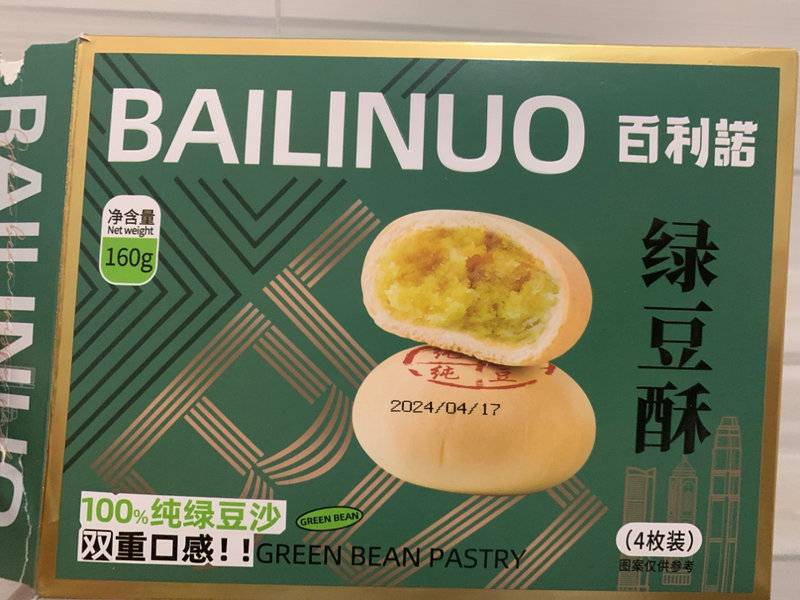 BAILINUO 百利諾
BAILINUO
净含量
Net weight
160g
绿豆酥
纯豆
2024/04/17
100%纯绿豆沙
GREEN BEAN
双重口感!!
GREEN BEAN PASTRY
(4枚装)
图案仅供参考